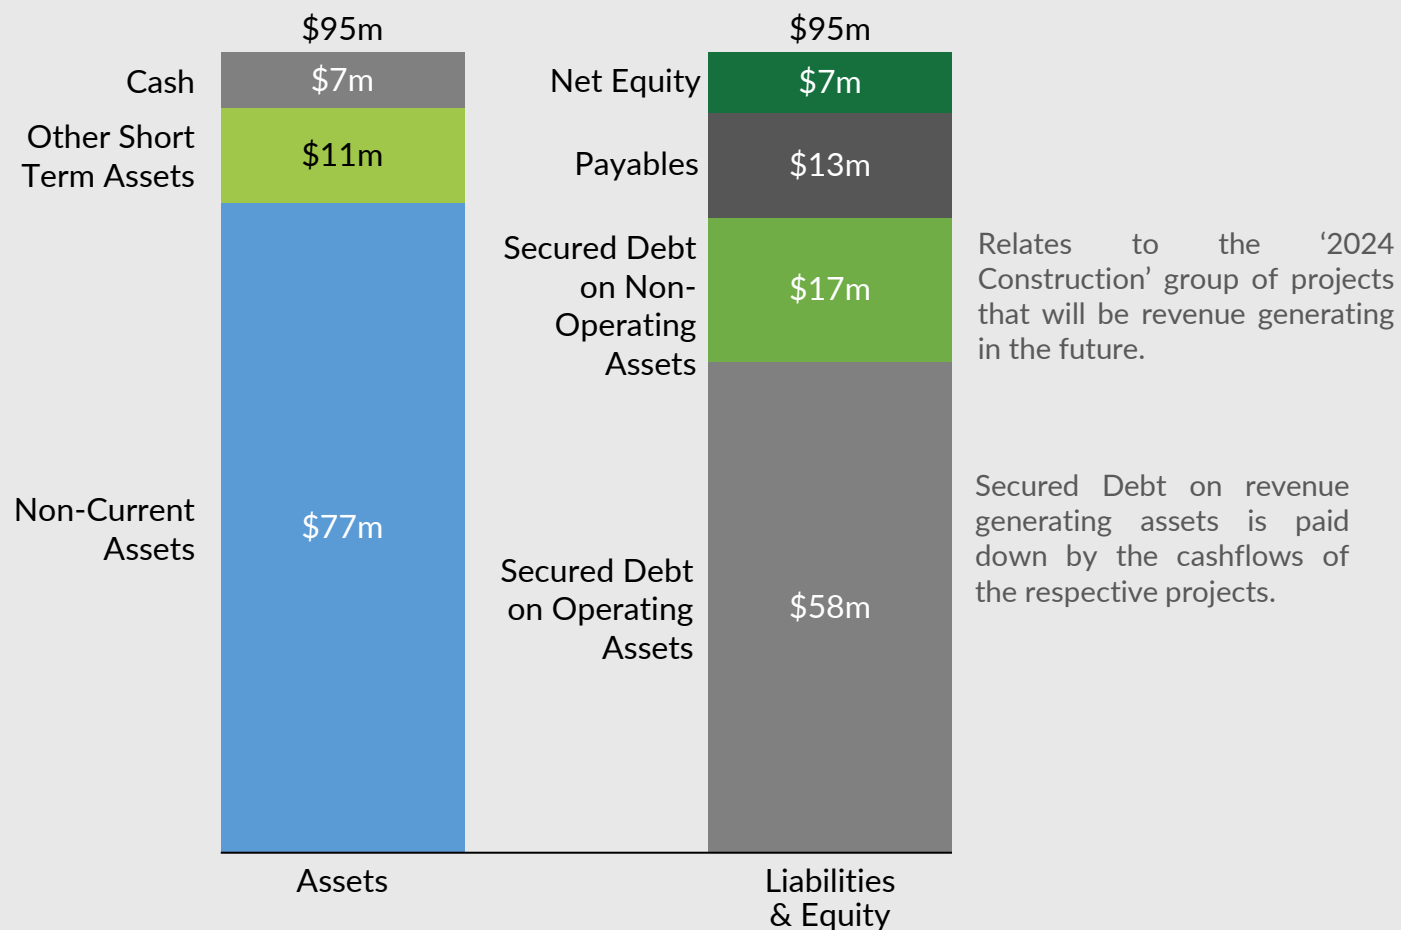 $95m
Cash
$7m
Other Short
Term Assets
$11m
Non-Current
Assets
$77m
Assets
$95m
Net Equity
$7m
Payables
$13m
Secured Debt
on Non-
Operating
Assets
$17m
Relates to the ‘2024
Construction’ group of projects
that will be revenue generating
in the future.
Secured Debt
on Operating
Assets
$58m
Secured Debt on revenue
generating assets is paid
down by the cashflows of
the respective projects.
Liabilities
& Equity